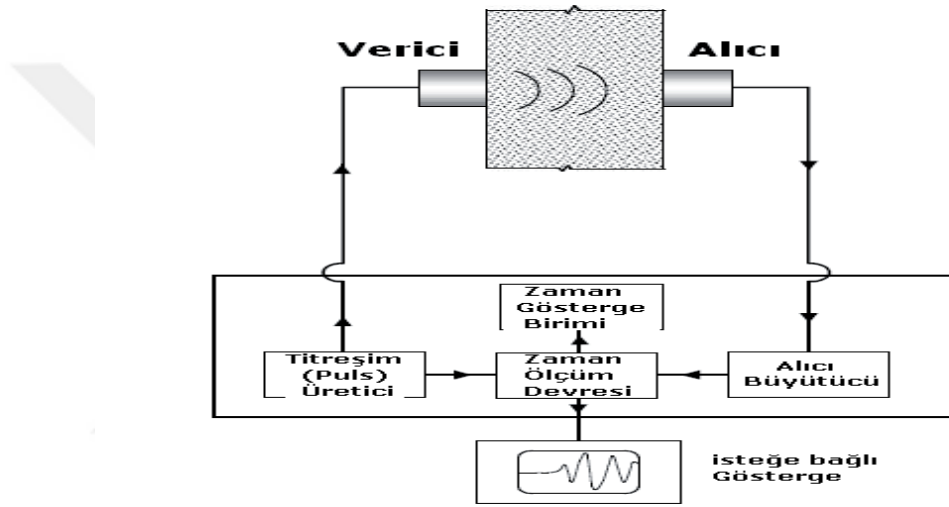 Verici
Alıcı
Zaman
Gösterge
Birimi
Titreşim
(Puls)
Üretici
Zaman
Ölçüm
Devresi
Alıcı
Büyütücü
isteğe bağlı
Gösterge